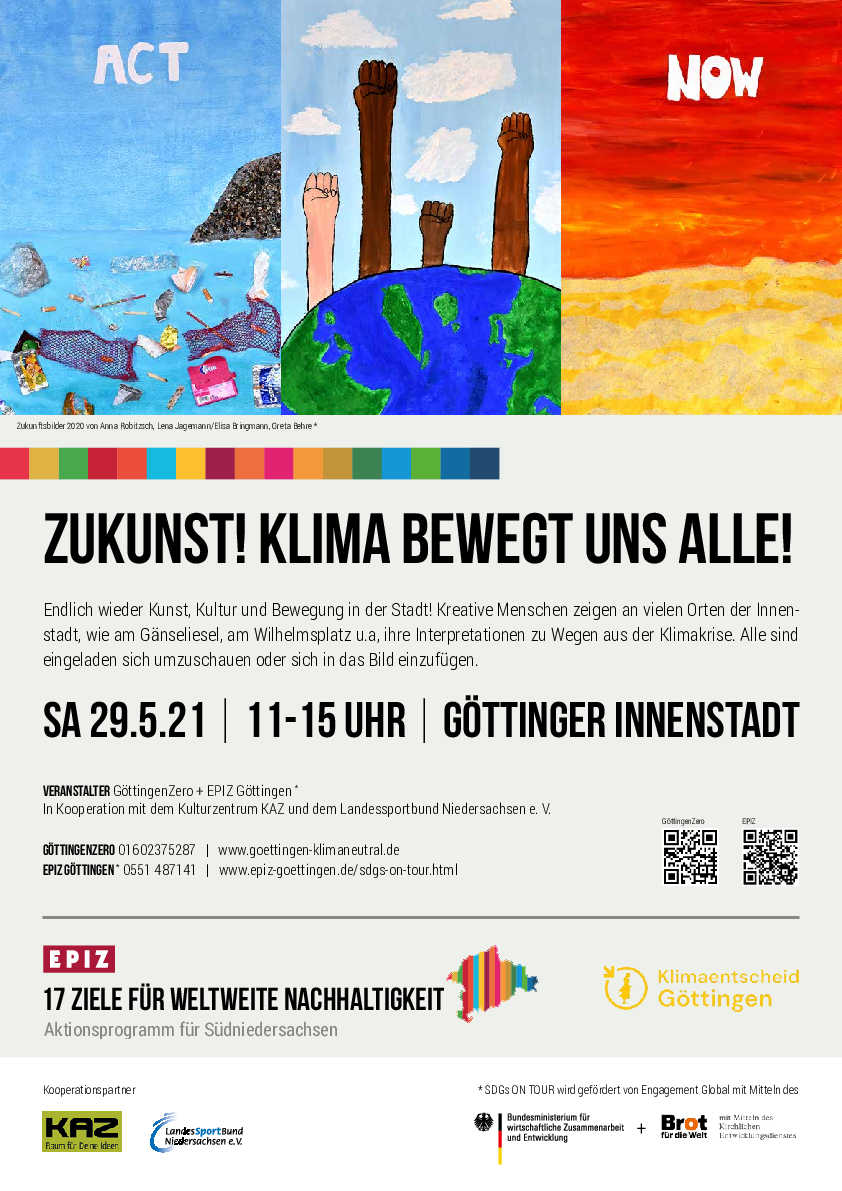 ACT
NOW
Zukunftsbilder 2020 von Anna Robitzsch, Lena Jagemann/Elisa Bringmann, Greta Behre *
ZUKUNST! KLIMA BEWEGT UNS ALLE!
Endlich wieder Kunst, Kultur und Bewegung in der Stadt! Kreative Menschen zeigen an vielen Orten der Innen-
stadt, wie am Gänseliesel, am Wilhelmsplatz u.a, ihre Interpretationen zu Wegen aus der Klimakrise. Alle sind
eingeladen sich umzuschauen oder sich in das Bild einzufügen.
SA 29.5.21 | 11-15 UHR | GÖTTINGER INNENSTADT
VERANSTALTER GöttingenZero + EPIZ Göttingen *
In Kooperation mit dem Kulturzentrum KAZ und dem Landessportbund Niedersachsen e. V.
GöttingenZero EPIZ
GÖTTINGENZERO 01602375287 | www.goettingen-klimaneutral.de
EPIZ GÖTTINGEN * 0551 487141 | www.epiz-goettingen.de/sdgs-on-tour.html
EPIZ
17 ZIELE FÜR WELTWEITE NACHHALTIGKEIT
Aktionsprogramm für Südniedersachsen
Klimaentscheid
Göttingen
Kooperationspartner
KAZ
Raum für Deine Ideen
LandesSportBund
Niedersachsen e.V.
* SDGs ON TOUR wird gefördert von Engagement Global mit Mitteln des
Bundesministerium für
wirtschaftliche Zusammenarbeit
und Entwicklung
+
Brot
für die Welt
mit Mitteln des
Kirchlichen
Entwicklungsdienstes